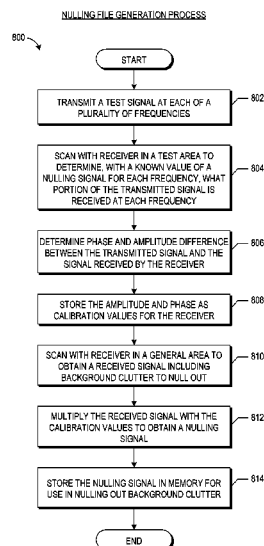 NULLING FILE GENERATION PROCESS
800
START
TRANSMIT A TEST SIGNAL AT EACH OF A
PLURALITY OF FREQUENCIES
802
SCAN WITH RECEIVER IN A TEST AREA TO
DETERMINE, WITH A KNOWN VALUE OF A
NULLING SIGNAL FOR EACH FREQUENCY, WHAT
PORTION OF THE TRANSMITTED SIGNAL IS
RECEIVED AT EACH FREQUENCY
804
DETERMINE PHASE AND AMPLITUDE DIFFERENCE
BETWEEN THE TRANSMITTED SIGNAL AND THE
SIGNAL RECEIVED BY THE RECEIVER
806
STORE THE AMPLITUDE AND PHASE AS
CALIBRATION VALUES FOR THE RECEIVER
808
SCAN WITH RECEIVER IN A GENERAL AREA TO
OBTAIN A RECEIVED SIGNAL INCLUDING
BACKGROUND CLUTTER TO NULL OUT
810
MULTIPLY THE RECEIVED SIGNAL WITH THE
CALIBRATION VALUES TO OBTAIN A NULLING
SIGNAL
812
STORE THE NULLING SIGNAL IN MEMORY FOR
USE IN NULLING OUT BACKGROUND CLUTTER
814
END